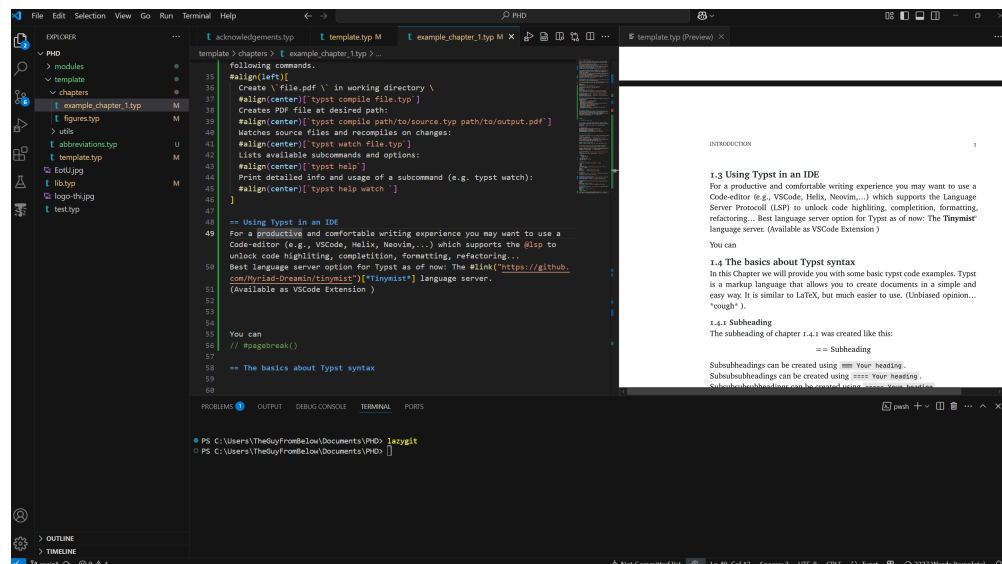 File Edit Selection View Go Run Terminal Help
PHD
EXPLORER
PHD
modules
template
chapters
example_chapter_1.typ M
figures.typ M
utils
abbreviations.typ U
template.typ M
EotU.jpg
lib.typ M
logo-thi.jpg
test.typ
OUTLINE
TIMELINE
acknowledgements.typ template.typ M example_chapter_1.typ M
template > chapters > example_chapter_1.typ > ...
following commands.
35 #align(left)[
36 Create \`file.pdf \` in working directory \
37 #align(center)[`typst compile file.typ`]
38 Creates PDF file at desired path:
39 #align(center)[`typst compile path/to/source.typ path/to/output.pdf`]
40 Watches source files and recompiles on changes:
41 #align(center)[`typst watch file.typ`]
42 Lists available subcommands and options:
43 #align(center)[`typst help`]
44 Print detailed info and usage of a subcommand (e.g. typst watch):
45 #align(center)[`typst help watch `]
46 ]
47
48 == Using Typst in an IDE
49 For a productive and comfortable writing experience you may want to use a
Code-editor (e.g., VSCode, Helix, Neovim,...) which supports the @lsp to
unlock code highliting, completition, formatting, refactoring...
50 Best language server option for Typst as of now: The #link("https://github.
com/Myriad-Dreamin/tinymist")[*Tinymist*] language server.
51 (Available as VSCode Extension )
52
53
54
55 You can
56 // #pagebreak()
57
58 == The basics about Typst syntax
59
60
template.typ (Preview)
INTRODUCTION 3
1.3 Using Typst in an IDE
For a productive and comfortable writing experience you may want to use a
Code-editor (e.g., VSCode, Helix, Neovim,...) which supports the Language
Server Protocoll (LSP) to unlock code highliting, completition, formatting,
refactoring... Best language server option for Typst as of now: The Tinymist
language server. (Available as VSCode Extension )
You can
1.4 The basics about Typst syntax
In this Chapter we will provide you with some basic typst code examples. Typst
is a markup language that allows you to create documents in a simple and
easy way. It is similar to LaTeX, but much easier to use. (Unbiased opinion...
*cough* ).
1.4.1 Subheading
The subheading of chapter 1.4.1 was created like this:
== Subheading
Subsubheadings can be created using === Your heading .
Subsubsubheadings can be created using ==== Your heading .
Subsubsubsubheadings can be created using ===== Your heading
PROBLEMS 1 OUTPUT DEBUG CONSOLE TERMINAL PORTS
pwsh
PS C:\Users\TheGuyFromBelow\Documents\PHD> lazygit
PS C:\Users\TheGuyFromBelow\Documents\PHD>